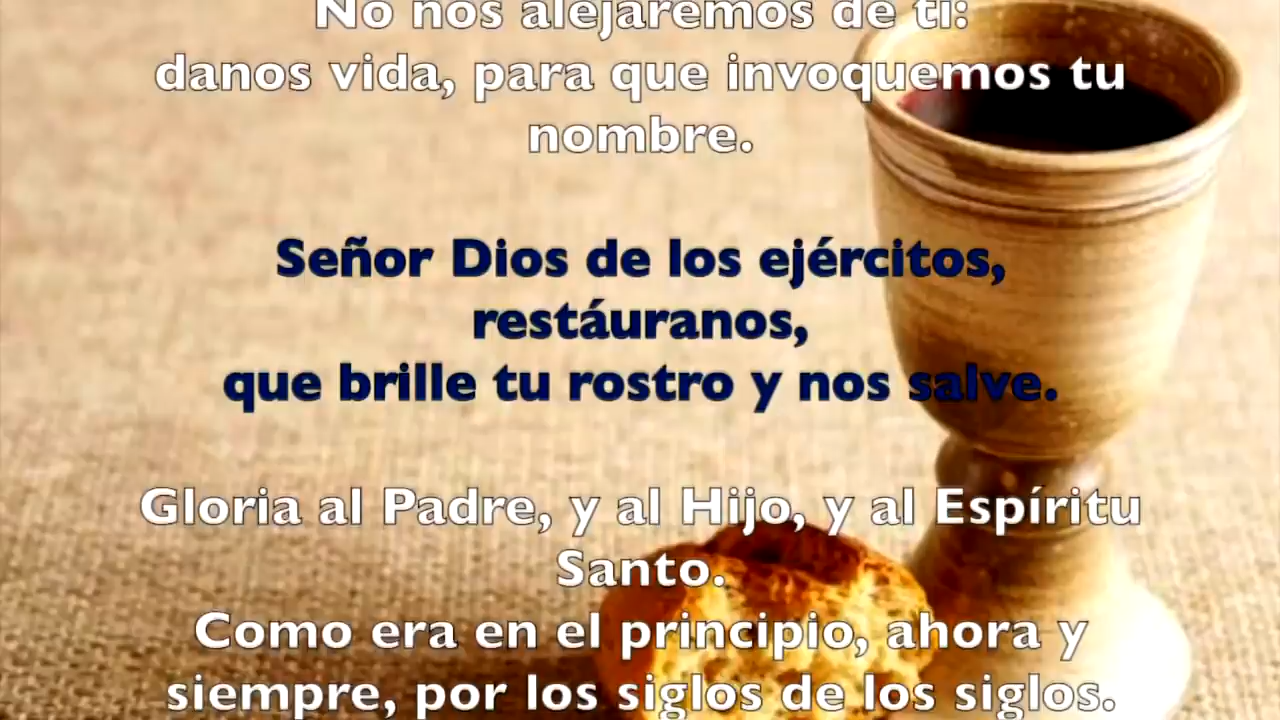 No nos alejaremos de ti:
danos vida, para que invoquemos tu
nombre.
Señor Dios de los ejércitos,
restáuranos,
que brille tu rostro y nos salve.
Gloria al Padre, y al Hijo, y al Espíritu
Santo.
Como era en el principio, ahora y
siempre, por los siglos de los siglos.